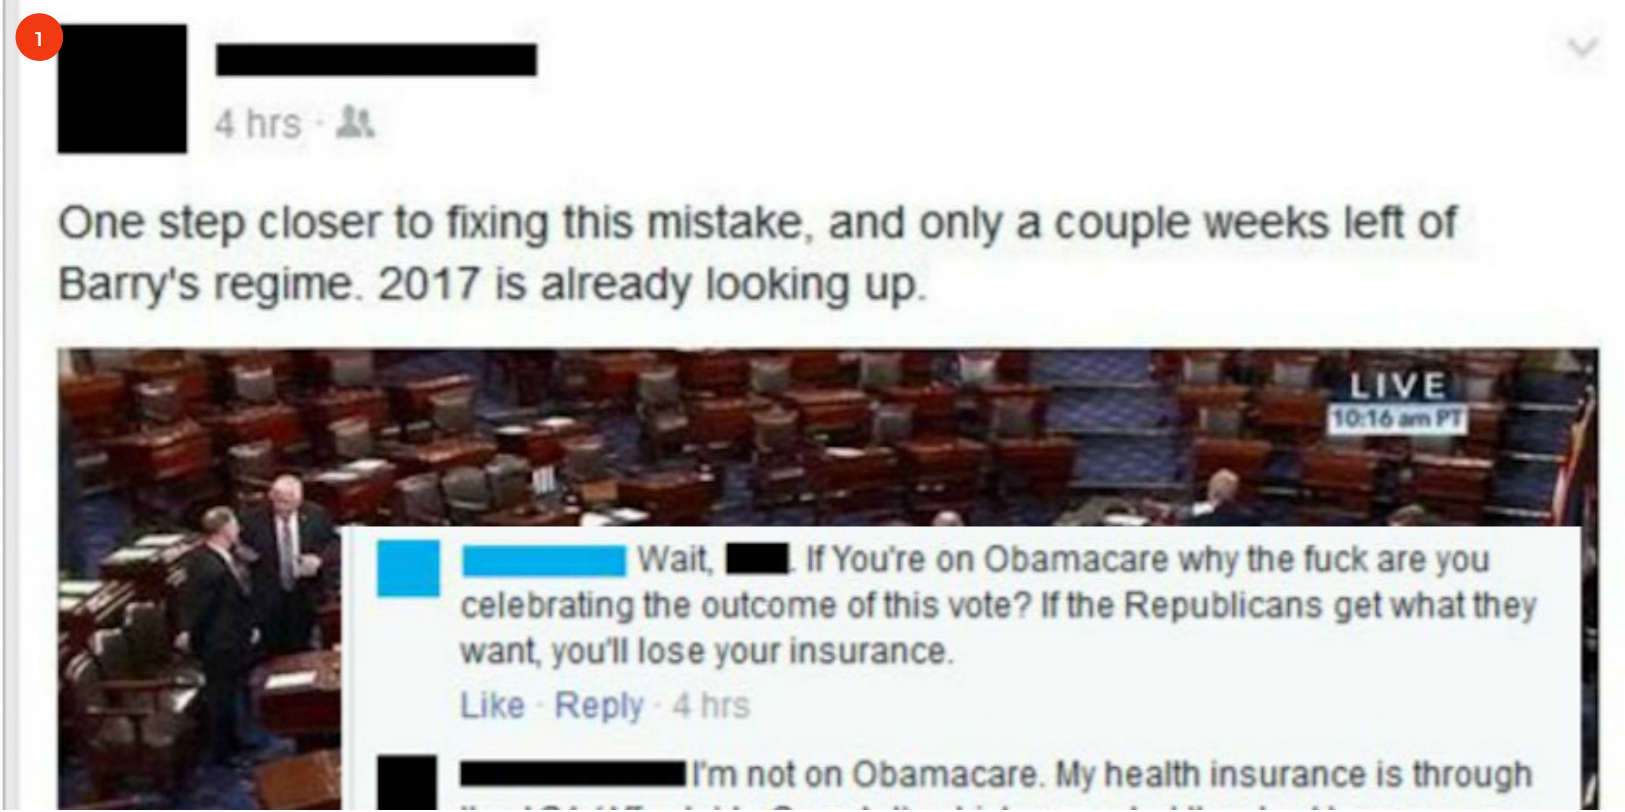 1
4 hrs ·
One step closer to fixing this mistake, and only a couple weeks left of
Barry's regime. 2017 is already looking up.
LIVE
10:16 am PT
Wait, . If You're on Obamacare why the fuck are you
celebrating the outcome of this vote? If the Republicans get what they
want, you'll lose your insurance.
Like · Reply · 4 hrs
I'm not on Obamacare. My health insurance is through